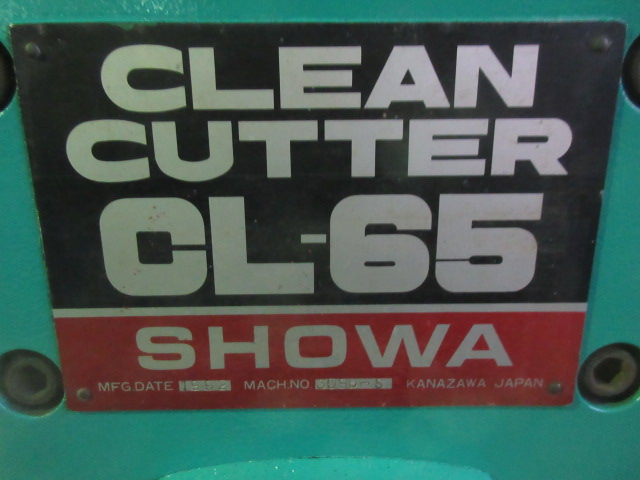 CLEAN
CUTTER
CL-65
SHOWA
MFG.DATE MACH.NO KANAZAWA JAPAN